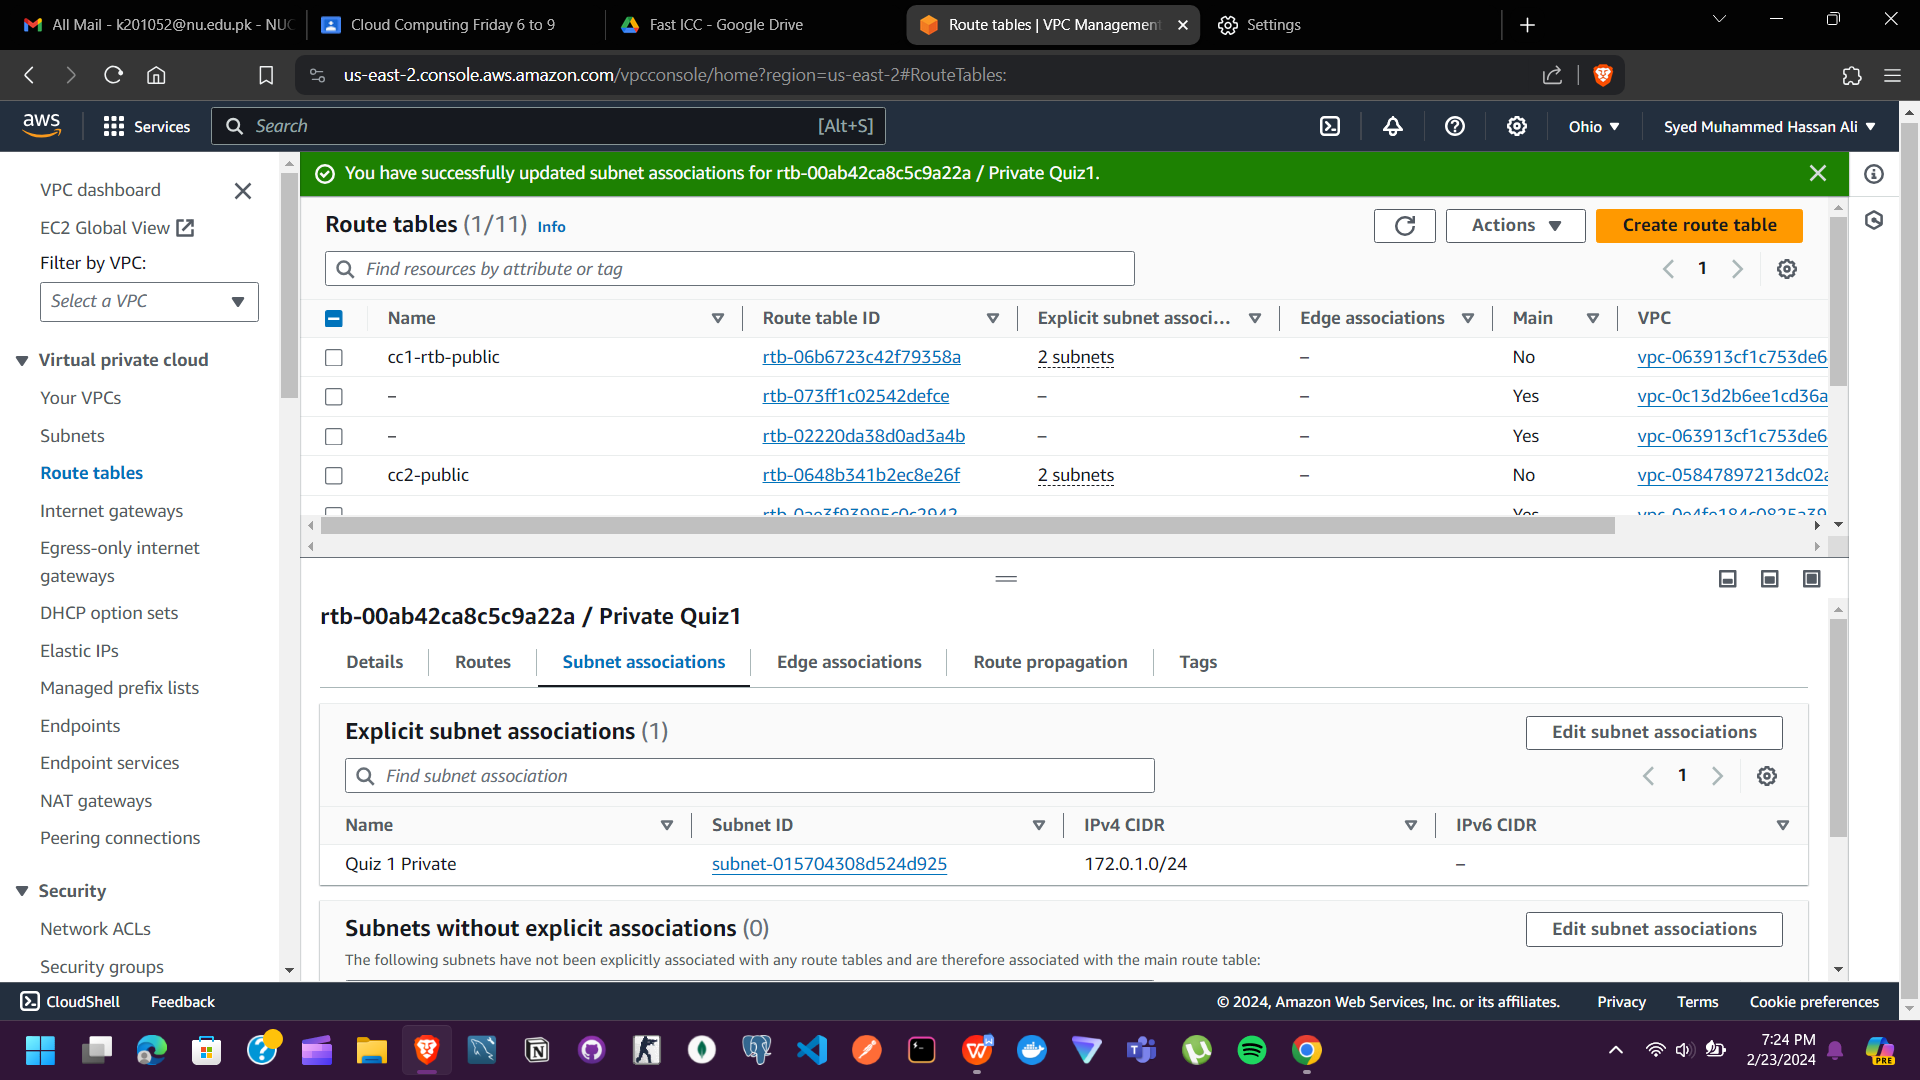 All Mail - k201052@nu.edu.pk - NUC
Cloud Computing Friday 6 to 9
Fast ICC - Google Drive
Route tables | VPC Management
Settings
us-east-2.console.aws.amazon.com/vpcconsole/home?region=us-east-2#RouteTables:
aws
Services
Search
[Alt+S]
Ohio
Syed Muhammed Hassan Ali
VPC dashboard
EC2 Global View
Filter by VPC:
Select a VPC
Virtual private cloud
Your VPCs
Subnets
Route tables
Internet gateways
Egress-only internet
gateways
DHCP option sets
Elastic IPs
Managed prefix lists
Endpoints
Endpoint services
NAT gateways
Peering connections
Security
Network ACLs
Security groups
You have successfully updated subnet associations for rtb-00ab42ca8c5c9a22a / Private Quiz1.
Route tables (1/11) Info
Actions
Create route table
Find resources by attribute or tag
1
Name Route table ID Explicit subnet associ... Edge associations Main VPC
cc1-rtb-public rtb-06b6723c42f79358a 2 subnets – No vpc-063913cf1c753de6
– rtb-073ff1c02542defce – – Yes vpc-0c13d2b6ee1cd36a
– rtb-02220da38d0ad3a4b – – Yes vpc-063913cf1c753de6
cc2-public rtb-0648b341b2ec8e26f 2 subnets – No vpc-05847897213dc02a
rtb-0ae3f93995c0c2942 Yes vpc-0e4fe184c0825a39
rtb-00ab42ca8c5c9a22a / Private Quiz1
Details
Routes
Subnet associations
Edge associations
Route propagation
Tags
Explicit subnet associations (1)
Edit subnet associations
Find subnet association
1
Name Subnet ID IPv4 CIDR IPv6 CIDR
Quiz 1 Private subnet-015704308d524d925 172.0.1.0/24 –
Subnets without explicit associations (0)
Edit subnet associations
The following subnets have not been explicitly associated with any route tables and are therefore associated with the main route table:
CloudShell
Feedback
© 2024, Amazon Web Services, Inc. or its affiliates.
Privacy
Terms
Cookie preferences
7:24 PM
2/23/2024
PRE